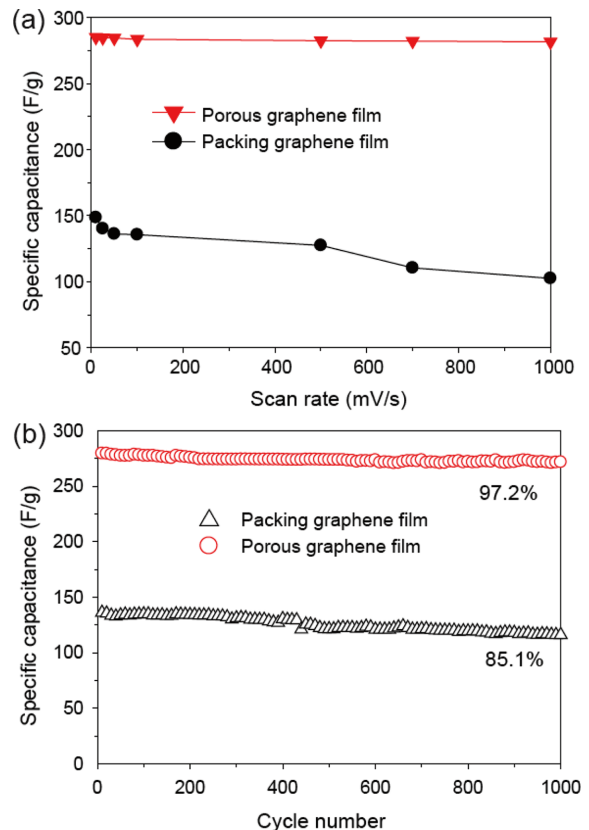 (a)
300
250
200
150
100
50
Specific capacitance (F/g)
Porous graphene film
Packing graphene film
0 200 400 600 800 1000
Scan rate (mV/s)
(b)
300
250
200
150
100
50
0
Specific capacitance (F/g)
97.2%
Packing graphene film
Porous graphene film
85.1%
0 200 400 600 800 1000
Cycle number